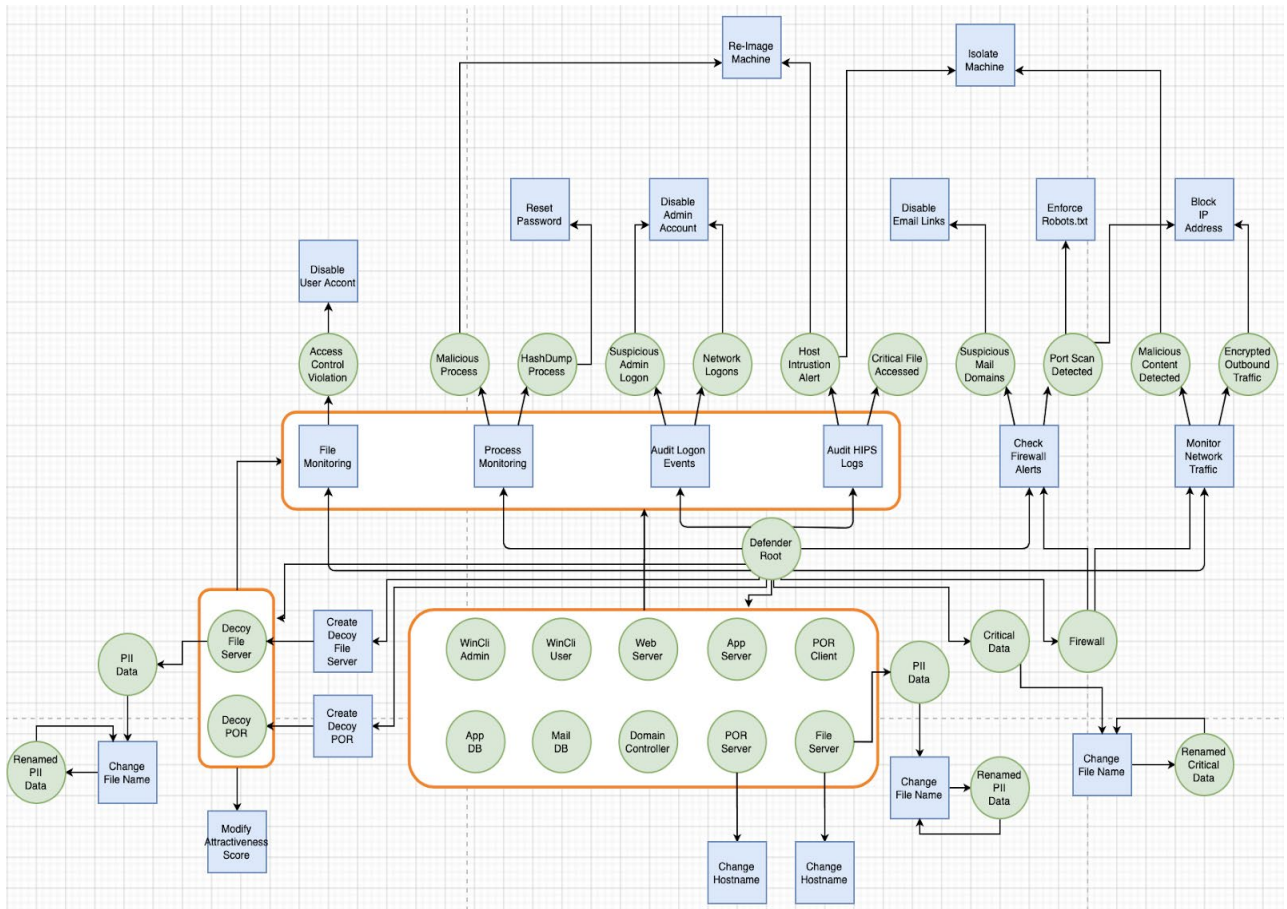 Re-Image
Machine
Isolate
Machine
Reset
Password
Disable
Admin
Account
Disable
Email Links
Enforce
Robots.txt
Block
IP
Address
Disable
User Accont
Access
Control
Violation
Malicious
Process
HashDump
Process
Suspicious
Admin
Logon
Network
Logons
Host
Intrustion
Alert
Critical File
Accessed
Suspicious
Mail
Domains
Port Scan
Detected
Malicious
Content
Detected
Encrypted
Outbound
Traffic
File
Monitoring
Process
Monitoring
Audit Logon
Events
Audit HIPS
Logs
Check
Firewall
Alerts
Monitor
Network
Traffic
Defender
Root
Decoy
File
Server
Create
Decoy File
Server
WinCli
Admin
WinCli
User
Web
Server
App
Server
POR
Client
Critical
Data
Firewall
PII
Data
PII
Data
Decoy
POR
Create
Decoy POR
App
DB
Mail
DB
Domain
Controller
POR
Server
File
Server
Renamed
PII
Data
Change
File Name
Change
File Name
Renamed
PII
Data
Change
File Name
Renamed
Critical
Data
Modify
Attractiveness
Score
Change
Hostname
Change
Hostname